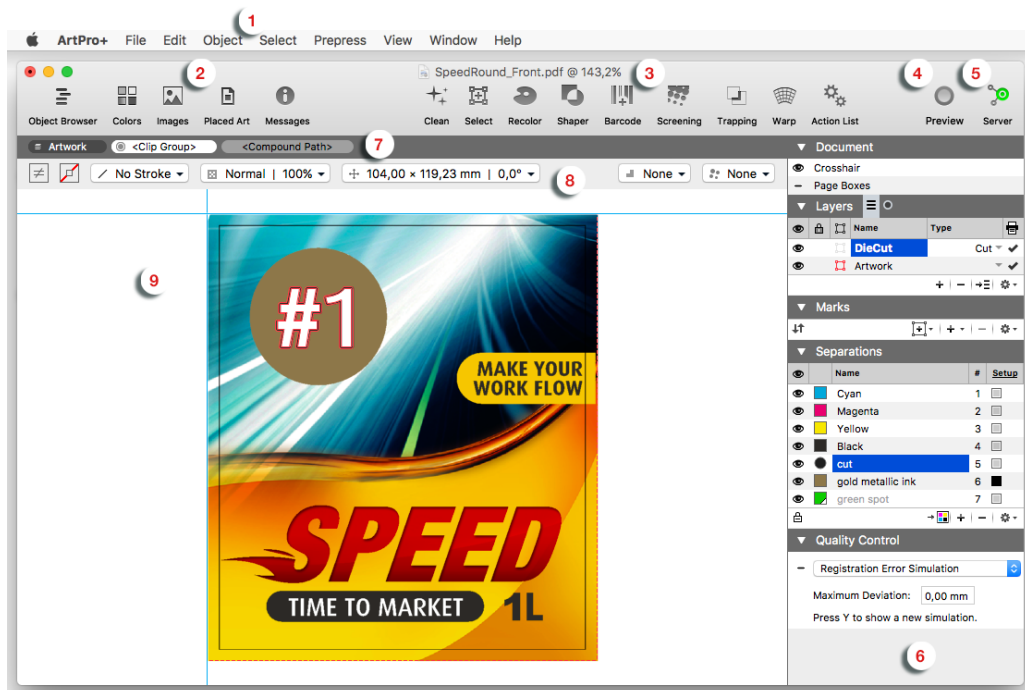 1
ArtPro+ File Edit Object Select Prepress View Window Help
2 SpeedRound_Front.pdf @ 143,2% 3 4 5
Object Browser Colors Images Placed Art Messages Clean Select Recolor Shaper Barcode Screening Trapping Warp Action List Preview Server
Artwork <Clip Group> <Compound Path> 7
No Stroke Normal | 100% 104,00 × 119,23 mm | 0,0° 8 None None
9
#1
MAKE YOUR
WORK FLOW
SPEED
TIME TO MARKET 1L
Document
Crosshair
Page Boxes
Layers
Name Type
DieCut Cut
Artwork
Marks
Separations
Name # Setup
Cyan 1
Magenta 2
Yellow 3
Black 4
cut 5
gold metallic ink 6
green spot 7
Quality Control
Registration Error Simulation
Maximum Deviation: 0,00 mm
Press Y to show a new simulation.
6